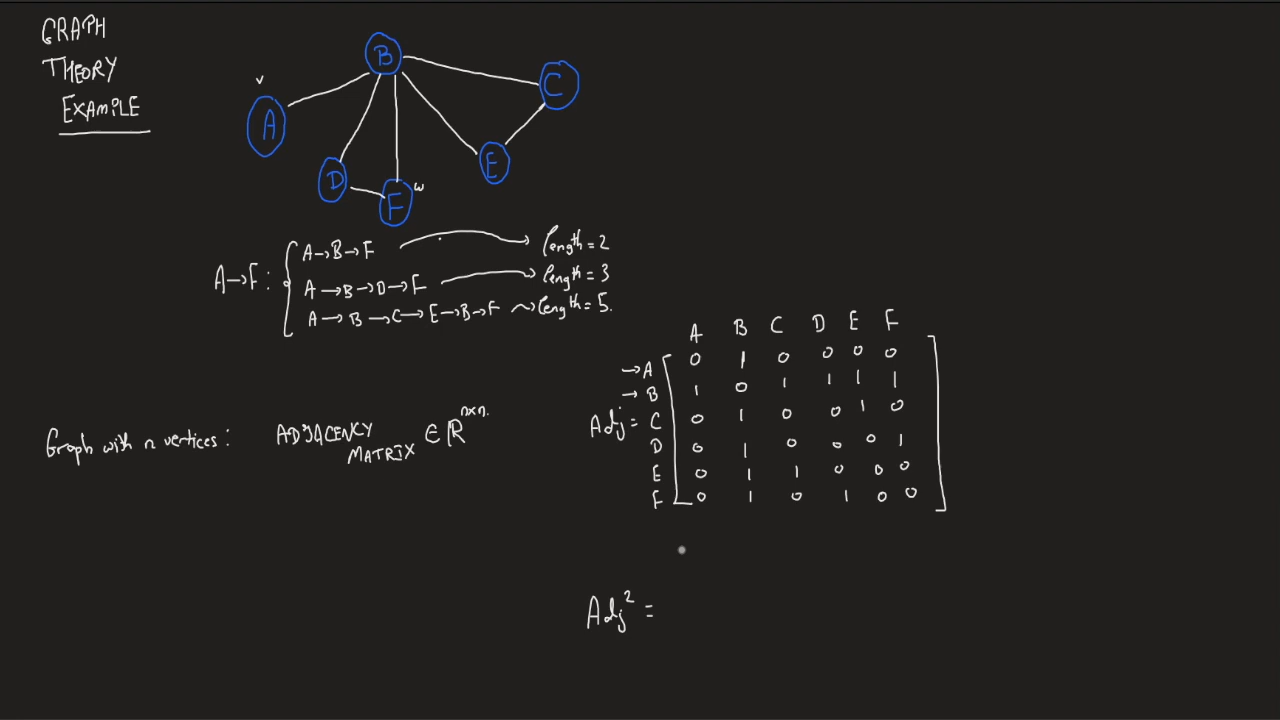 GRAPH
THEORY
EXAMPLE
v
A
B
C
D
E
F
w
A→F: { A→B→F → length=2
A→B→D→F → length=3
A→B→C→E→B→F ⤳ length=5.
Graph with n vertices: ADJACENCY MATRIX ∈ ℝⁿˣⁿ.
A B C D E F
→A 0 1 0 0 0 0
→B 1 0 1 1 1 1
Adj = C 0 1 0 0 1 0
D 0 1 0 0 0 1
E 0 1 1 0 0 0
F 0 1 0 1 0 0
Adj² =